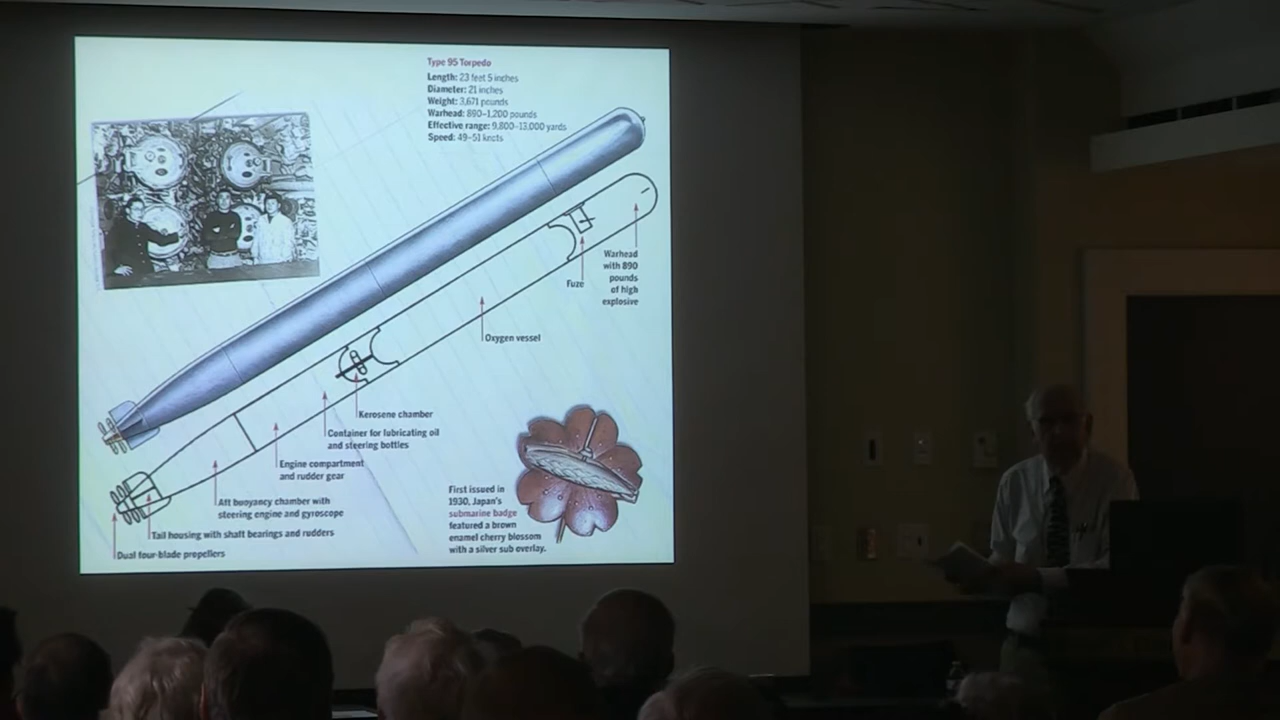 Type 95 Torpedo
Length: 23 feet 5 inches
Diameter: 21 inches
Weight: 3,671 pounds
Warhead: 890–1,200 pounds
Effective range: 9,800–13,000 yards
Speed: 49–51 knots
Warhead
with 890
pounds
of high
explosive
Fuze
Oxygen vessel
Kerosene chamber
Container for lubricating oil
and steering bottles
Engine compartment
and rudder gear
Aft buoyancy chamber with
steering engine and gyroscope
Tail housing with shaft bearings and rudders
Dual four-blade propellers
First issued in
1930, Japan's
submarine badge
featured a brown
enamel cherry blossom
with a silver sub overlay.